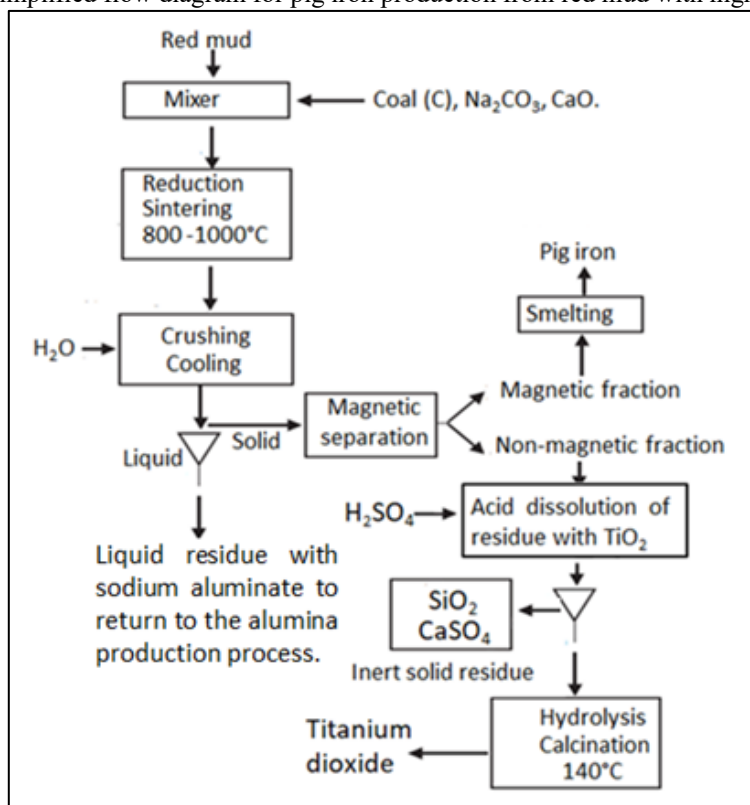 Red mud
Mixer
Coal (C), Na₂CO₃, CaO.
Reduction
Sintering
800-1000°C
Pig iron
Smelting
H₂O
Crushing
Cooling
Magnetic
separation
Magnetic fraction
Non-magnetic fraction
Solid
Liquid
H₂SO₄
Acid dissolution of
residue with TiO₂
Liquid residue with
sodium aluminate to
return to the alumina
production process.
SiO₂
CaSO₄
Inert solid residue
Hydrolysis
Calcination
140°C
Titanium
dioxide